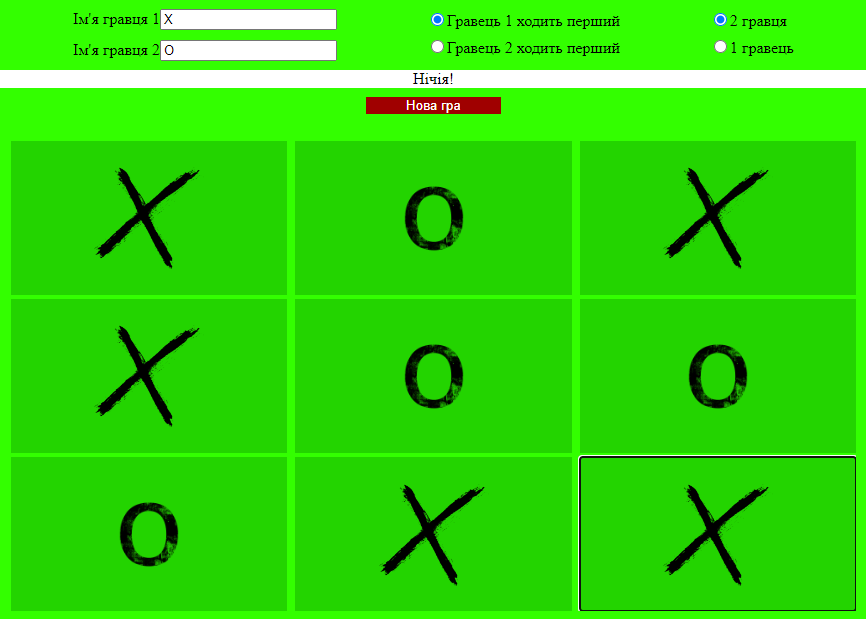 Ім'я гравця 1 X
Гравець 1 ходить перший
2 гравця
Ім'я гравця 2 O
Гравець 2 ходить перший
1 гравець
Нічія!
Нова гра
X O X
X O O
O X X